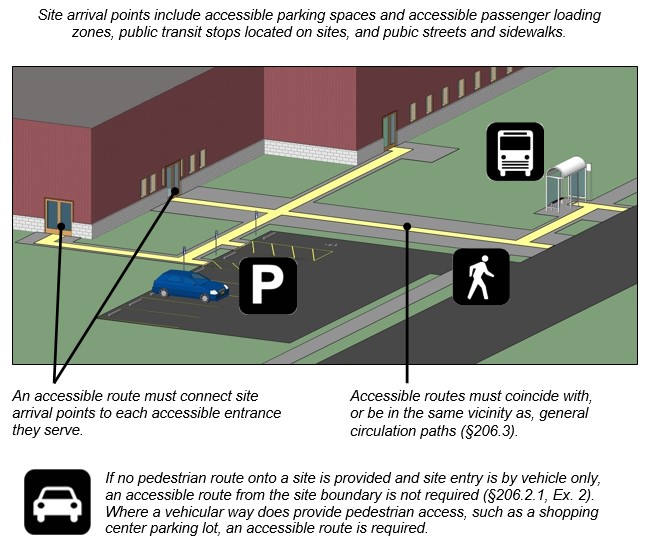 Site arrival points include accessible parking spaces and accessible passenger loading
zones, public transit stops located on sites, and pubic streets and sidewalks.
P
An accessible route must connect site
arrival points to each accessible entrance
they serve.
Accessible routes must coincide with,
or be in the same vicinity as, general
circulation paths (§206.3).
If no pedestrian route onto a site is provided and site entry is by vehicle only,
an accessible route from the site boundary is not required (§206.2.1, Ex. 2).
Where a vehicular way does provide pedestrian access, such as a shopping
center parking lot, an accessible route is required.